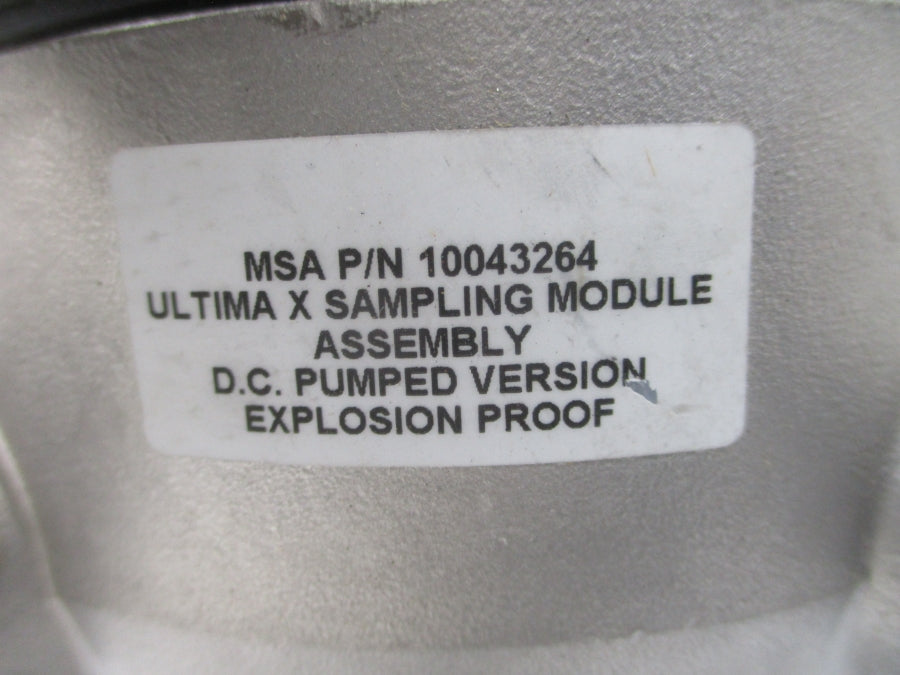 MSA P/N 10043264
ULTIMA X SAMPLING MODULE
ASSEMBLY
D.C. PUMPED VERSION
EXPLOSION PROOF